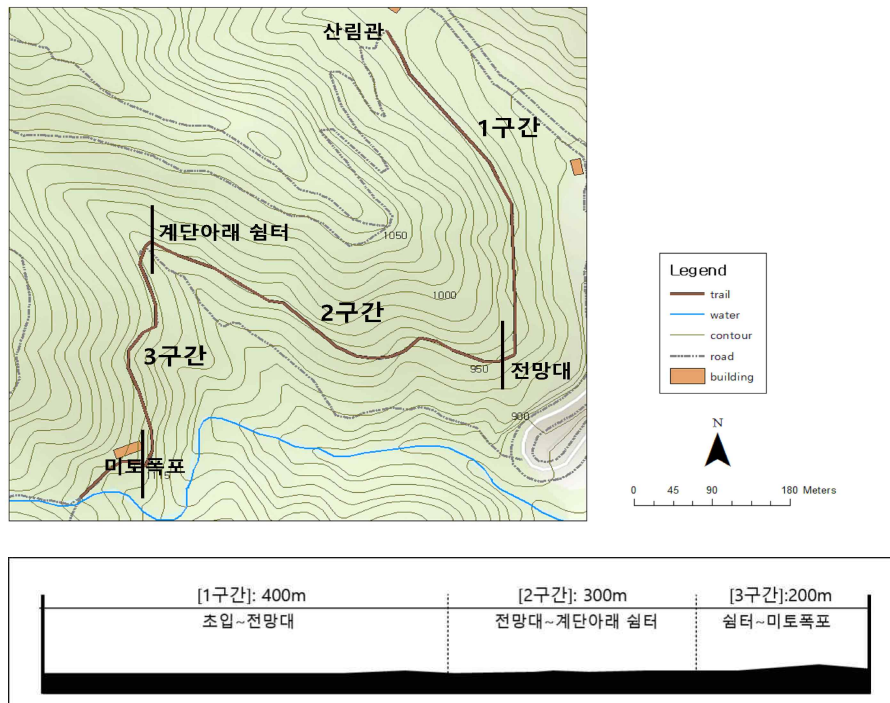 산림관
1구간
계단아래 쉼터
1050
1000
2구간
3구간
950
전망대
900
미토폭포
Legend
trail
water
contour
road
building
N
0 45 90 180 Meters
[1구간]: 400m
[2구간]: 300m
[3구간]:200m
초입~전망대
전망대~계단아래 쉼터
쉼터~미토폭포